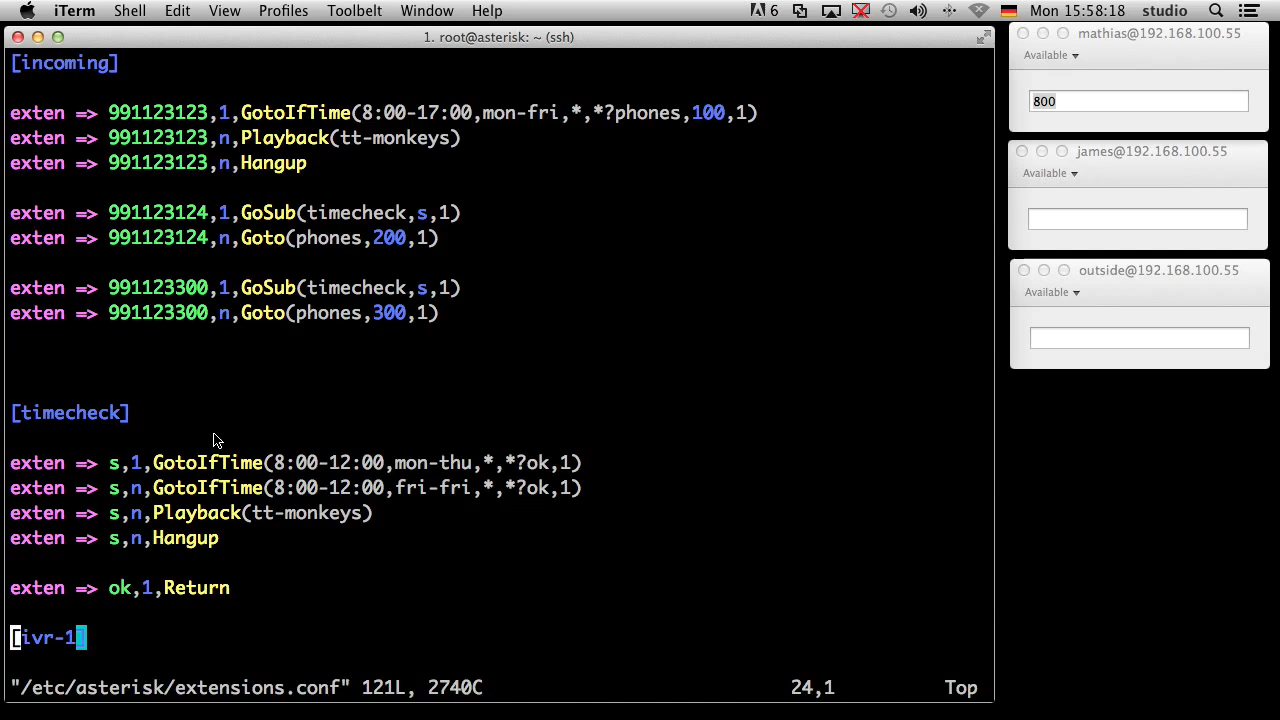 iTerm Shell Edit View Profiles Toolbelt Window Help 6 Mon 15:58:18 studio
1. root@asterisk: ~ (ssh)
[incoming]
exten => 991123123,1,GotoIfTime(8:00-17:00,mon-fri,*,*?phones,100,1)
exten => 991123123,n,Playback(tt-monkeys)
exten => 991123123,n,Hangup
exten => 991123124,1,GoSub(timecheck,s,1)
exten => 991123124,n,Goto(phones,200,1)
exten => 991123300,1,GoSub(timecheck,s,1)
exten => 991123300,n,Goto(phones,300,1)
[timecheck]
exten => s,1,GotoIfTime(8:00-12:00,mon-thu,*,*?ok,1)
exten => s,n,GotoIfTime(8:00-12:00,fri-fri,*,*?ok,1)
exten => s,n,Playback(tt-monkeys)
exten => s,n,Hangup
exten => ok,1,Return
[ivr-1]
"/etc/asterisk/extensions.conf" 121L, 2740C 24,1 Top
mathias@192.168.100.55
Available
800
james@192.168.100.55
Available
outside@192.168.100.55
Available